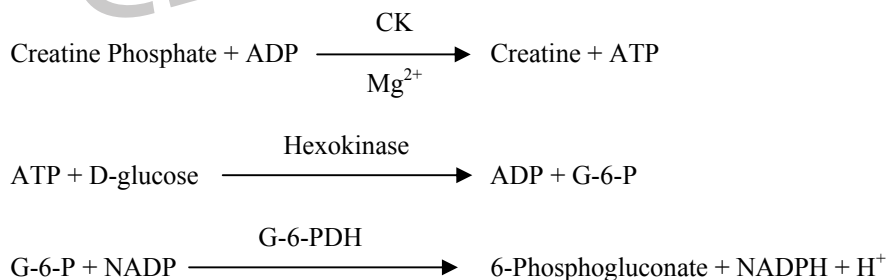 CK
Creatine Phosphate + ADP → Creatine + ATP
Mg²⁺
Hexokinase
ATP + D-glucose → ADP + G-6-P
G-6-PDH
G-6-P + NADP → 6-Phosphogluconate + NADPH + H⁺